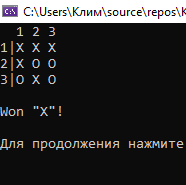 C:\Users\Клим\source\repos\К
1 2 3
1|X X X
2|X O O
3|O X O
Won "X"!
Для продолжения нажмите